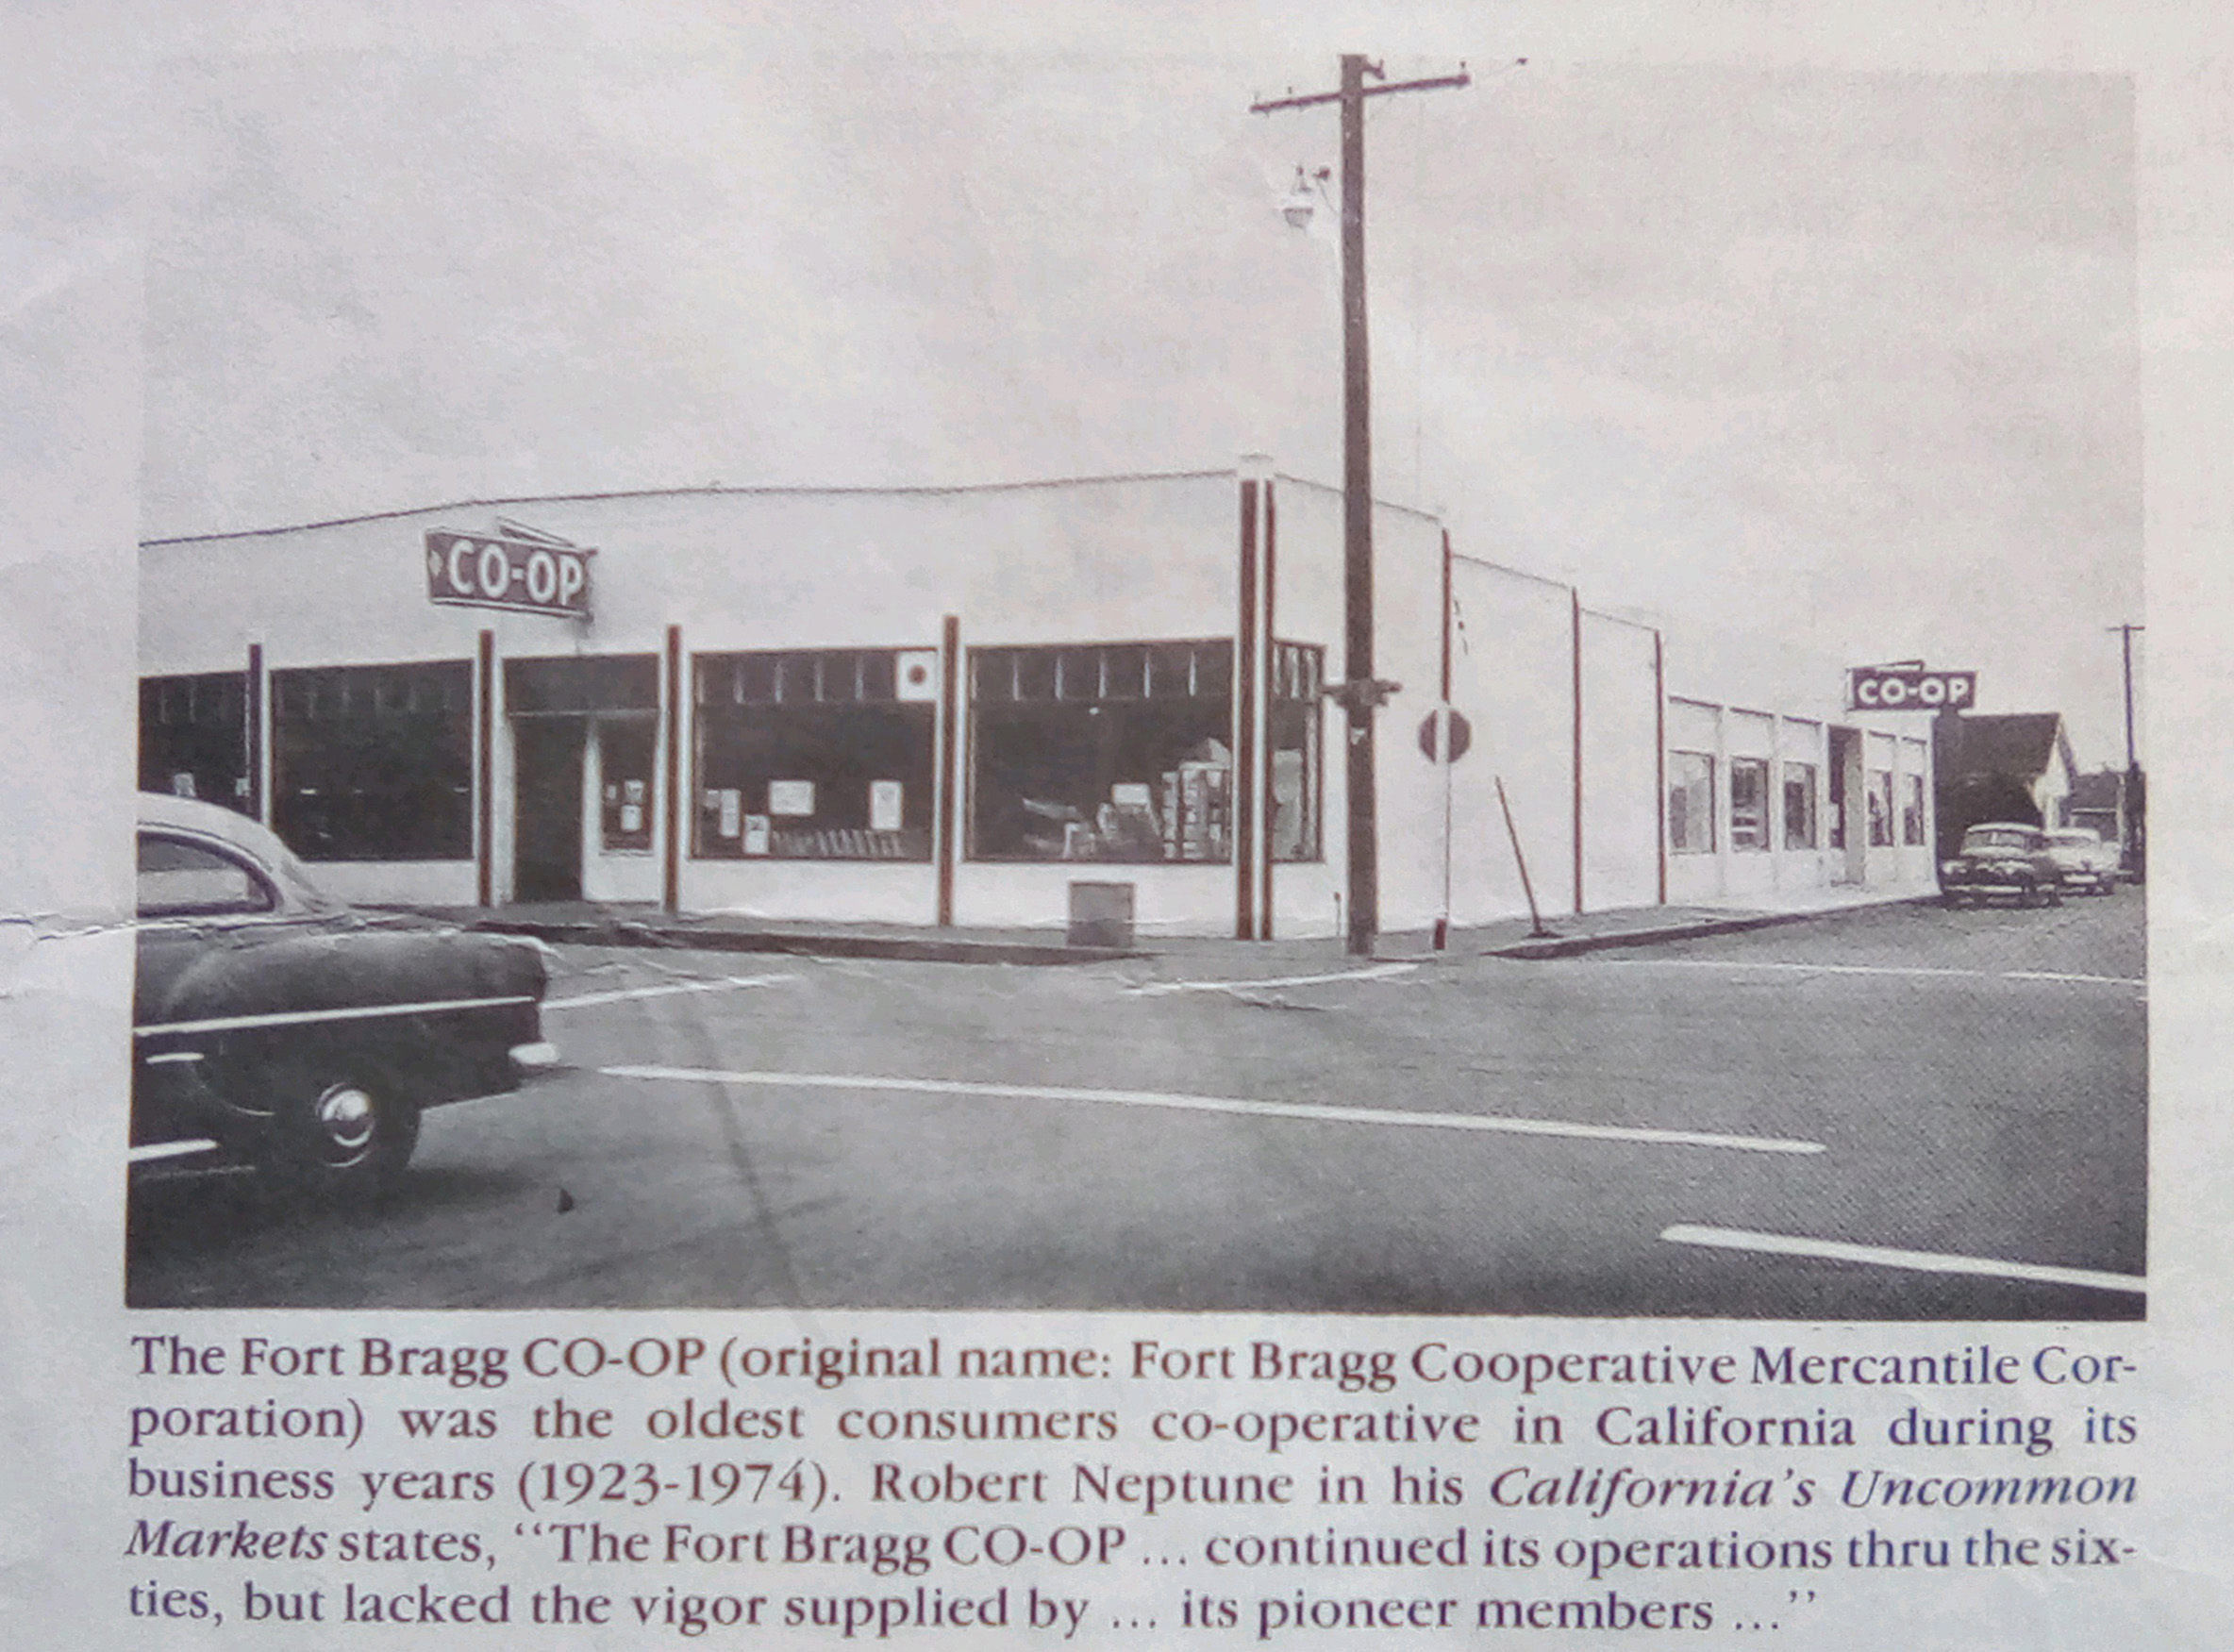 CO-OP
CO-OP
The Fort Bragg CO-OP (original name: Fort Bragg Cooperative Mercantile Cor-
poration) was the oldest consumers co-operative in California during its
business years (1923-1974). Robert Neptune in his California's Uncommon
Markets states, ‘‘The Fort Bragg CO-OP ... continued its operations thru the six-
ties, but lacked the vigor supplied by ... its pioneer members ...’’